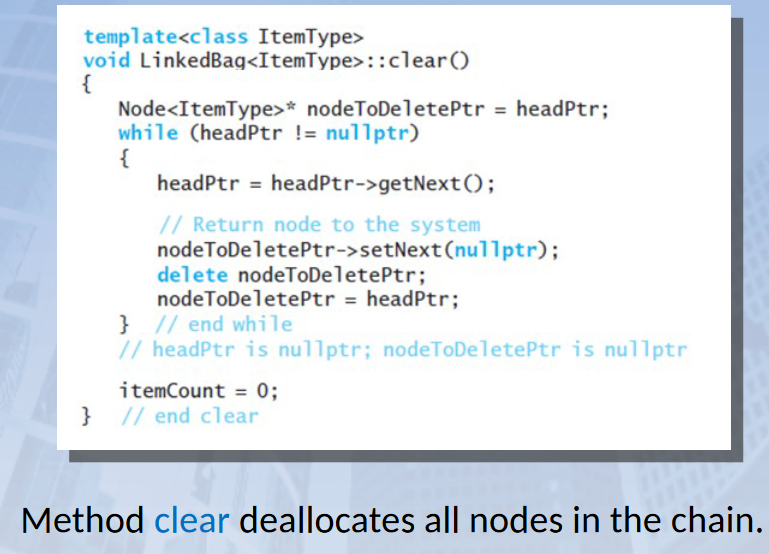 template<class ItemType>
void LinkedBag<ItemType>::clear()
{
Node<ItemType>* nodeToDeletePtr = headPtr;
while (headPtr != nullptr)
{
headPtr = headPtr->getNext();
// Return node to the system
nodeToDeletePtr->setNext(nullptr);
delete nodeToDeletePtr;
nodeToDeletePtr = headPtr;
} // end while
// headPtr is nullptr; nodeToDeletePtr is nullptr
itemCount = 0;
} // end clear
Method clear deallocates all nodes in the chain.